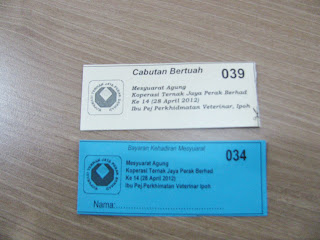 Cabutan Bertuah
039
Mesyuarat Agung
Koperasi Ternak Jaya Perak Berhad
Ke 14 (28 April 2012)
Ibu Pej Perkhidmatan Veterinar, Ipoh
Bayaran Kehadiran Mesyuarat
034
Mesyuarat Agung
Koperasi Ternak Jaya Perak Berhad
Ke 14 (28 April 2012)
Ibu Pej Perkhidmatan Veterinar Ipoh
Nama: